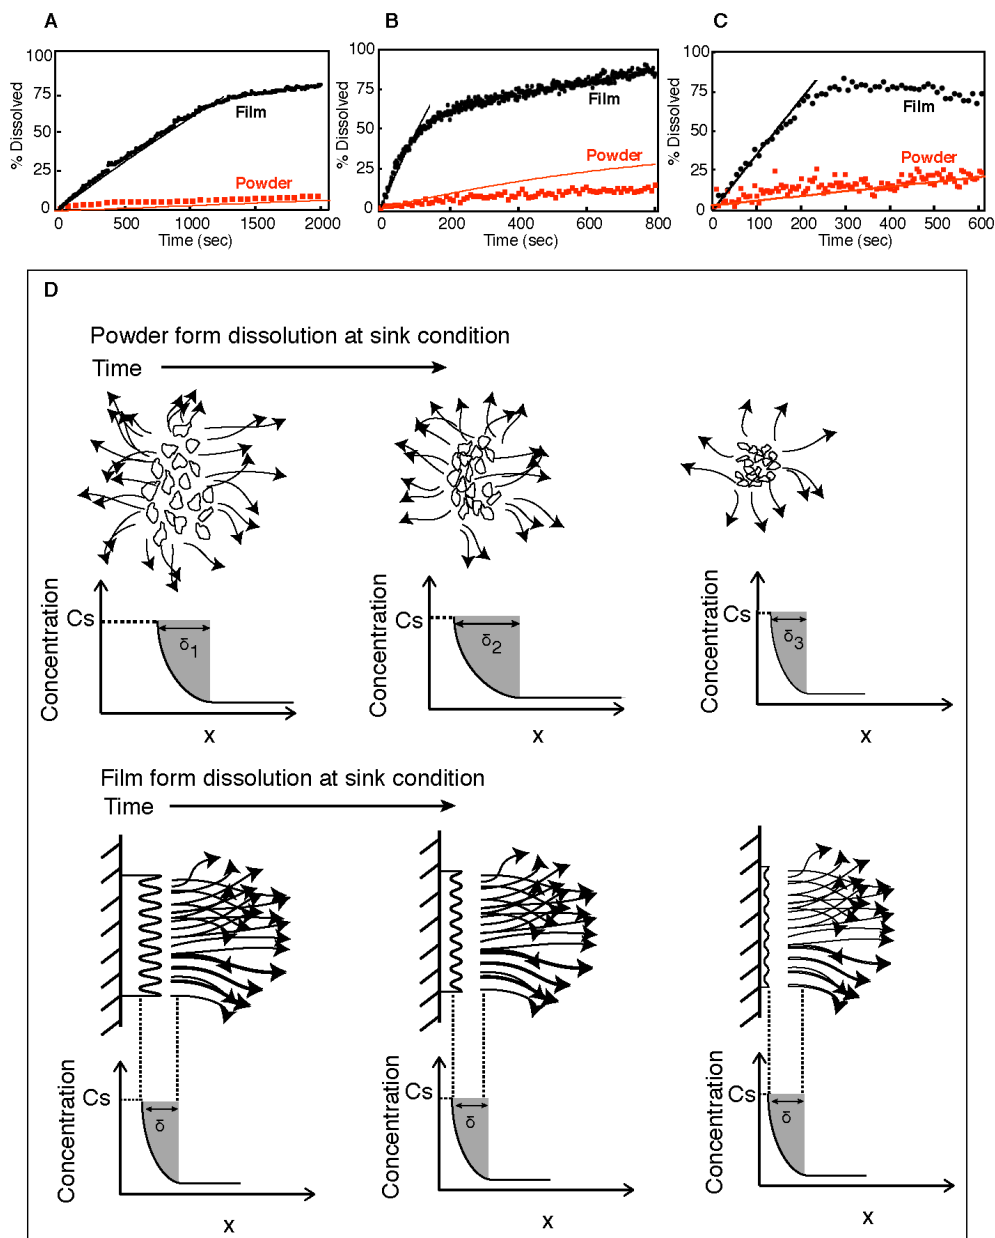 A
100
75
50
25
0
% Dissolved
Film
Powder
0
500
1000
1500
2000
Time (sec)
B
100
75
50
25
0
% Dissolved
Film
Powder
0
200
400
600
800
Time (sec)
C
100
75
50
25
0
% Dissolved
Film
Powder
0
100
200
300
400
500
600
Time (sec)
D
Powder form dissolution at sink condition
Time
Concentration
Cs
δ1
X
Concentration
Cs
δ2
X
Concentration
Cs
δ3
X
Film form dissolution at sink condition
Time
Concentration
Cs
δ
X
Concentration
Cs
δ
X
Concentration
Cs
δ
X